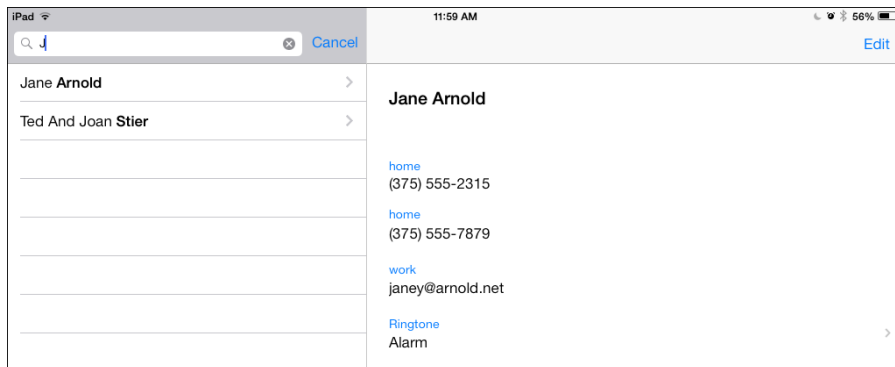 iPad 11:59 AM 56%
J Cancel Edit
Jane Arnold
Ted And Joan Stier
Jane Arnold
home
(375) 555-2315
home
(375) 555-7879
work
janey@arnold.net
Ringtone
Alarm